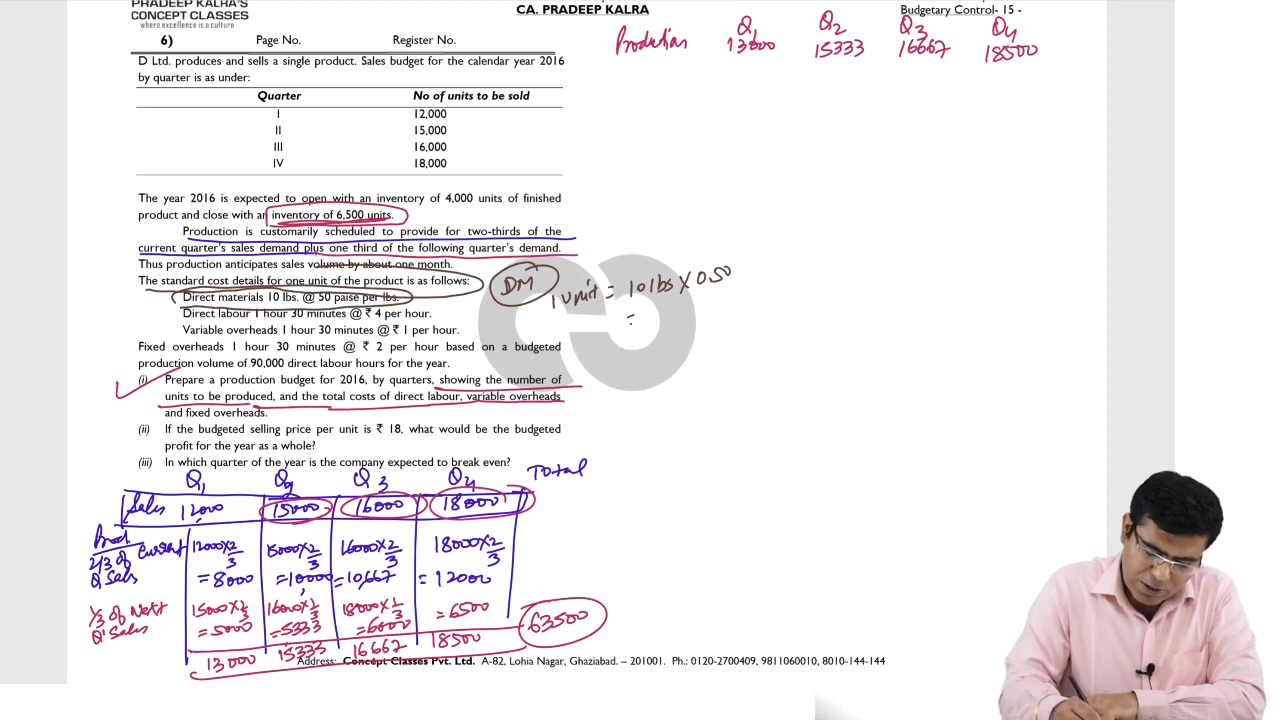 PRADEEP KALRA'S
CONCEPT CLASSES
where excellence is a culture
CA. PRADEEP KALRA
Budgetary Control- 15 -
6) Page No. Register No.
D Ltd. produces and sells a single product. Sales budget for the calendar year 2016
by quarter is as under:
Quarter No of units to be sold
I 12,000
II 15,000
III 16,000
IV 18,000
The year 2016 is expected to open with an inventory of 4,000 units of finished
product and close with an inventory of 6,500 units.
Production is customarily scheduled to provide for two-thirds of the
current quarter's sales demand plus one third of the following quarter's demand.
Thus production anticipates sales volume by about one month.
The standard cost details for one unit of the product is as follows:
Direct materials 10 lbs. @ 50 paise per lbs.
Direct labour 1 hour 30 minutes @ ₹ 4 per hour.
Variable overheads 1 hour 30 minutes @ ₹ 1 per hour.
Fixed overheads 1 hour 30 minutes @ ₹ 2 per hour based on a budgeted
production volume of 90,000 direct labour hours for the year.
(i) Prepare a production budget for 2016, by quarters, showing the number of
units to be produced, and the total costs of direct labour, variable overheads
and fixed overheads.
(ii) If the budgeted selling price per unit is ₹ 18, what would be the budgeted
profit for the year as a whole?
(iii) In which quarter of the year is the company expected to break even?
Q1 Q2 Q3 Q4
Prodution 13000 15333 16667 18500
DM
1 unit = 10 lbs X 0.50
=
Q1 Q2 Q3 Q4 Total
Sales 12000 15000 16000 18000
Prod.
2/3 of Current 12000X2/3 15000X2/3 16000X2/3 18000X2/3
Q Sales =8000 =10000 =10,667 =12000
1/3 of Next 15000X1/3 16000X1/3 18000X1/3 =6500
Q' Sales =5000 =5333 =6000
13000 15333 16667 18500 63500
Address: Concept Classes Pvt. Ltd. A-82, Lohia Nagar, Ghaziabad. – 201001. Ph.: 0120-2700409, 9811060010, 8010-144-144